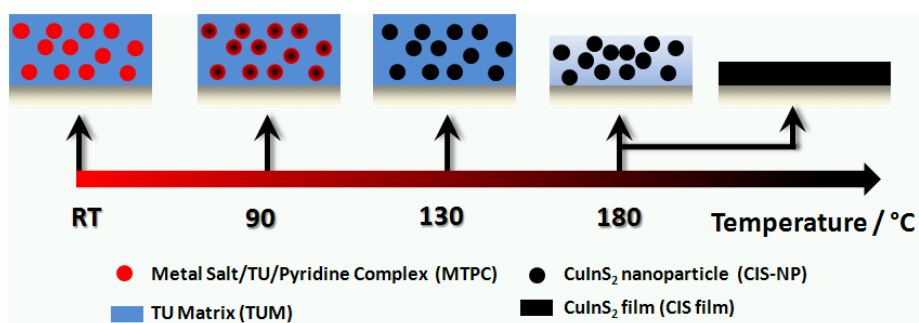 RT 90 130 180 Temperature / °C
Metal Salt/TU/Pyridine Complex (MTPC) CuInS₂ nanoparticle (CIS-NP)
TU Matrix (TUM) CuInS₂ film (CIS film)